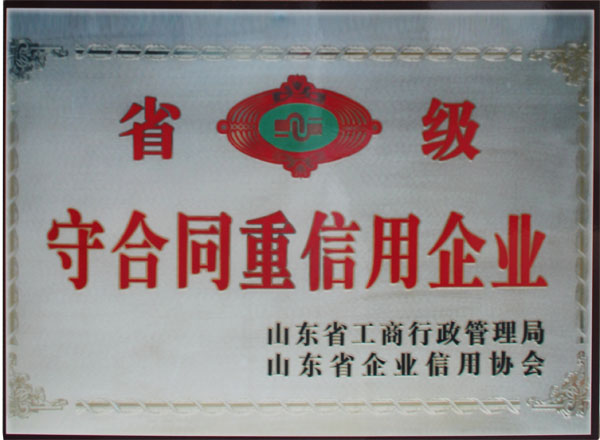 省级
守合同重信用企业
山东省工商行政管理局
山东省企业信用协会